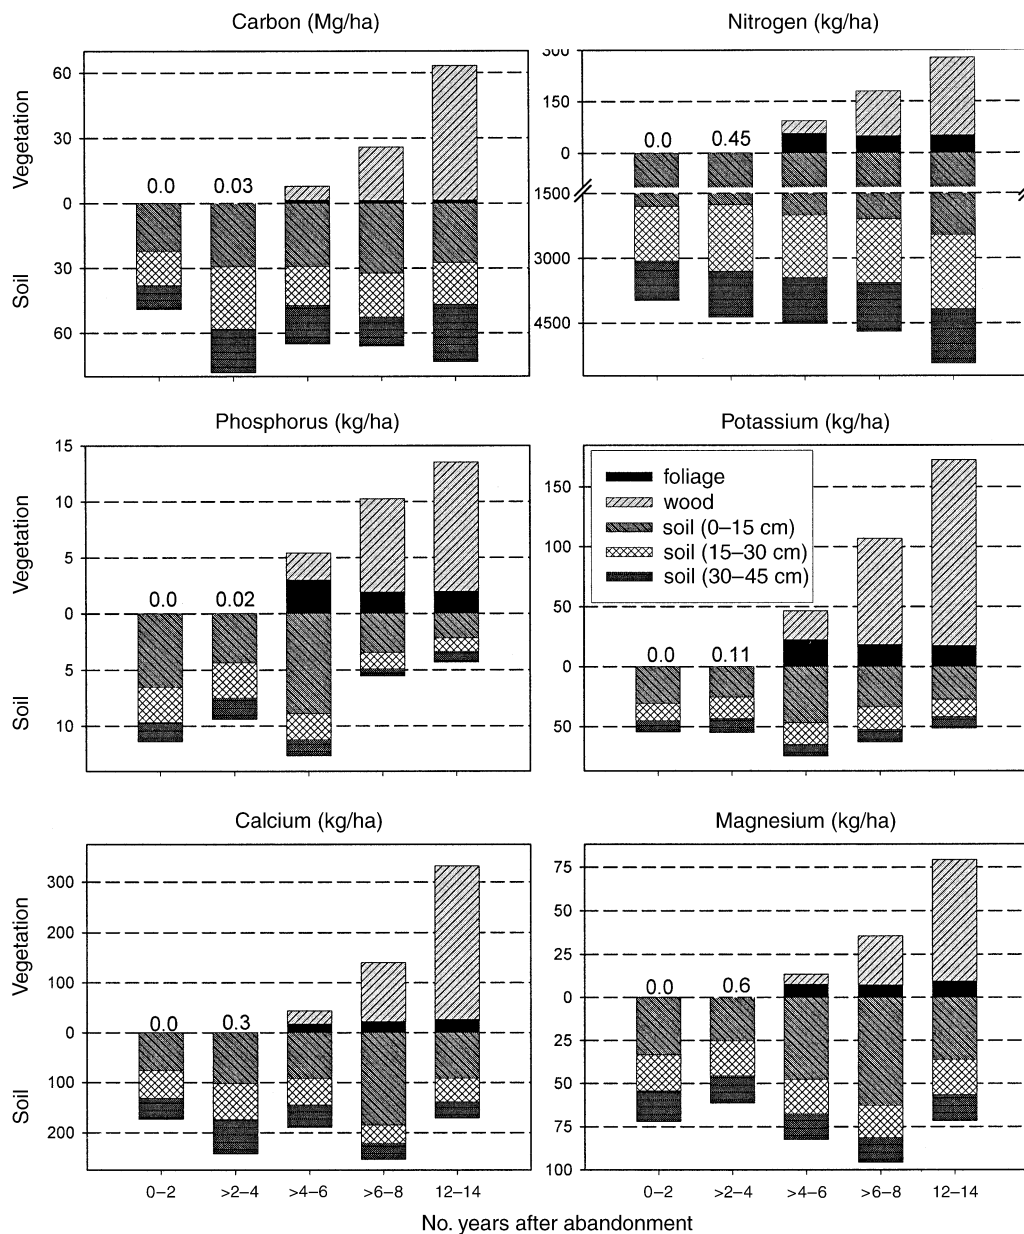 Carbon (Mg/ha)
Nitrogen (kg/ha)
Vegetation
Soil
60
30
0
30
60
0.0
0.03
300
150
0
1500
3000
4500
0.0
0.45
Phosphorus (kg/ha)
Potassium (kg/ha)
Vegetation
Soil
15
10
5
0
5
10
0.0
0.02
150
100
50
0
50
foliage
wood
soil (0–15 cm)
soil (15–30 cm)
soil (30–45 cm)
0.0
0.11
Calcium (kg/ha)
Magnesium (kg/ha)
Vegetation
Soil
300
200
100
0
100
200
0.0
0.3
75
50
25
0
25
50
75
100
0.0
0.6
0–2 >2–4 >4–6 >6–8 12–14
0–2 >2–4 >4–6 >6–8 12–14
No. years after abandonment